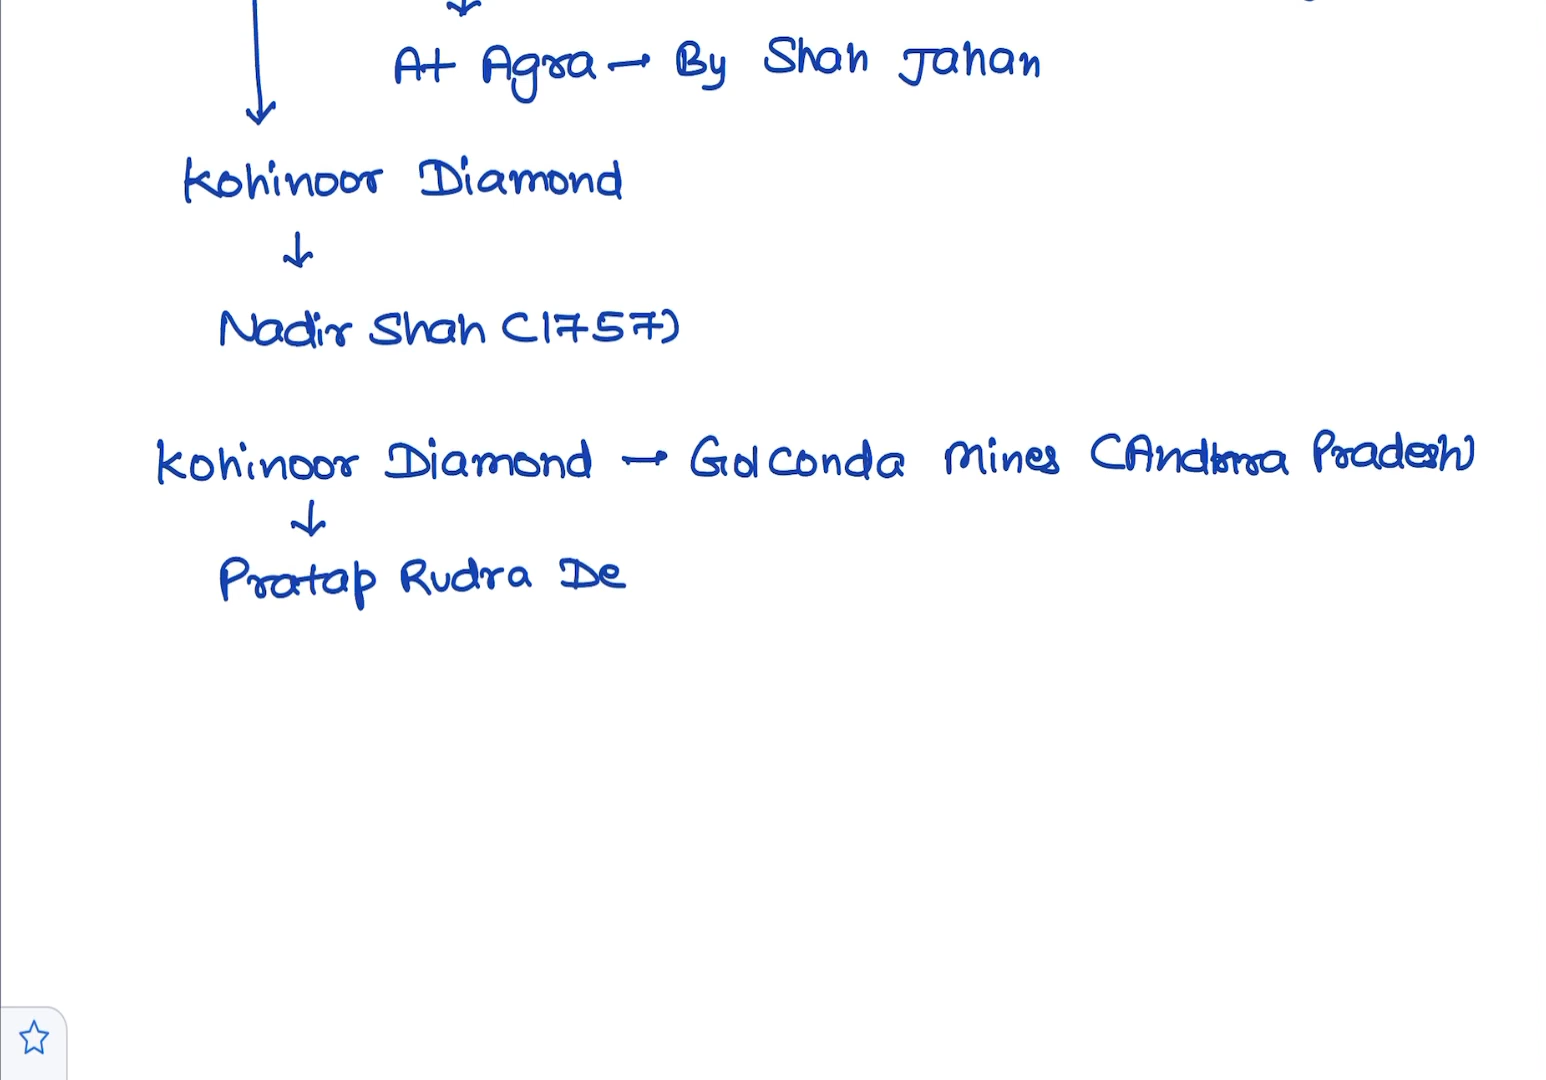 At Agra → By Shah Jahan
Kohinoor Diamond
↓
Nadir Shah (1757)
Kohinoor Diamond → Golconda Mines (Andhra Pradesh)
↓
Pratap Rudra De